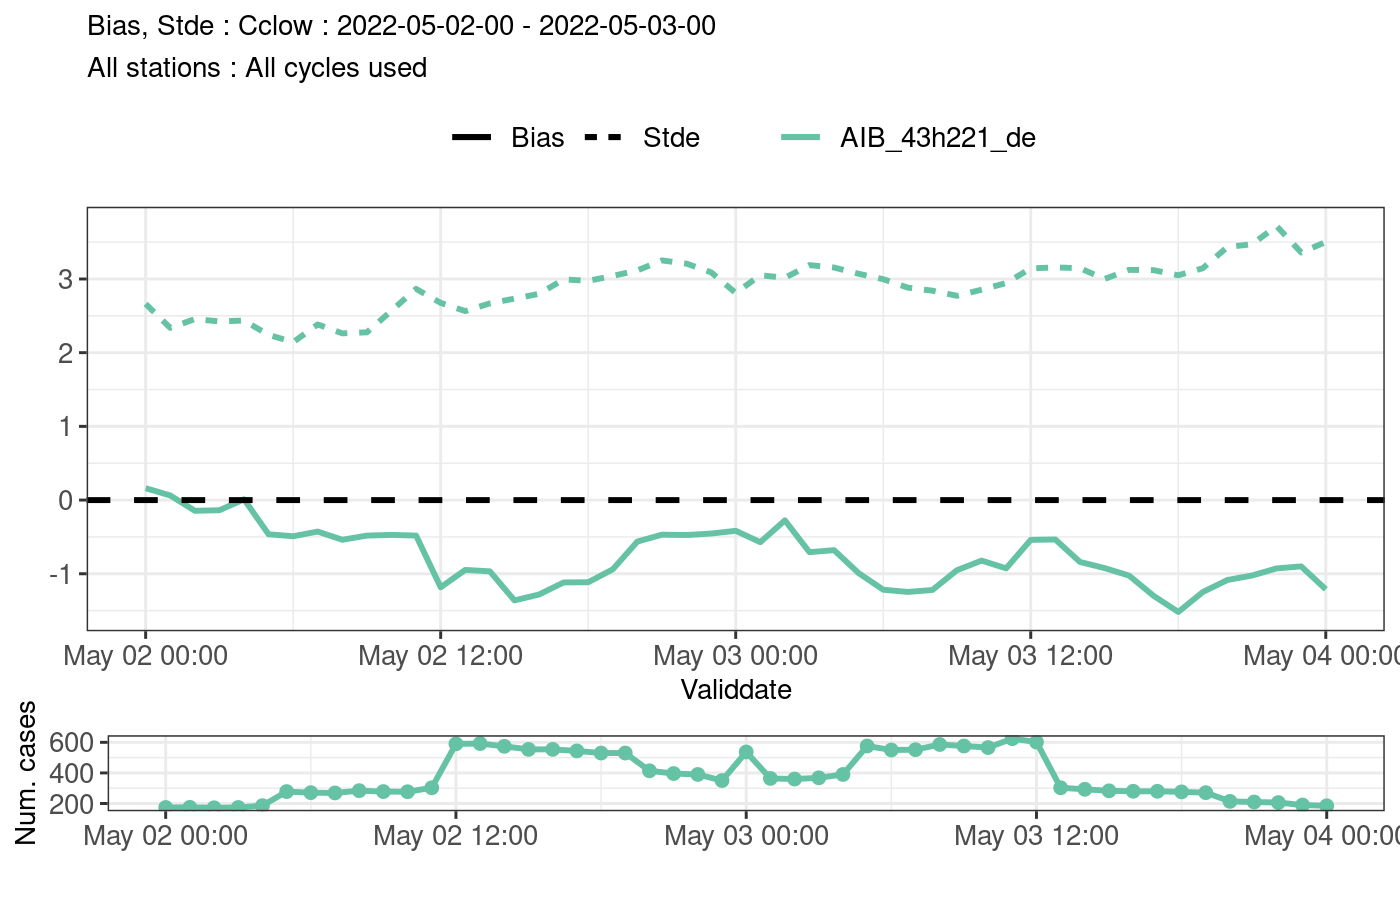 Bias, Stde : Cclow : 2022-05-02-00 - 2022-05-03-00
All stations : All cycles used
Bias Stde AIB_43h221_de
3
2
1
0
-1
May 02 00:00 May 02 12:00 May 03 00:00 May 03 12:00 May 04 00:00
Validdate
Num. cases
600
400
200
May 02 00:00 May 02 12:00 May 03 00:00 May 03 12:00 May 04 00:00